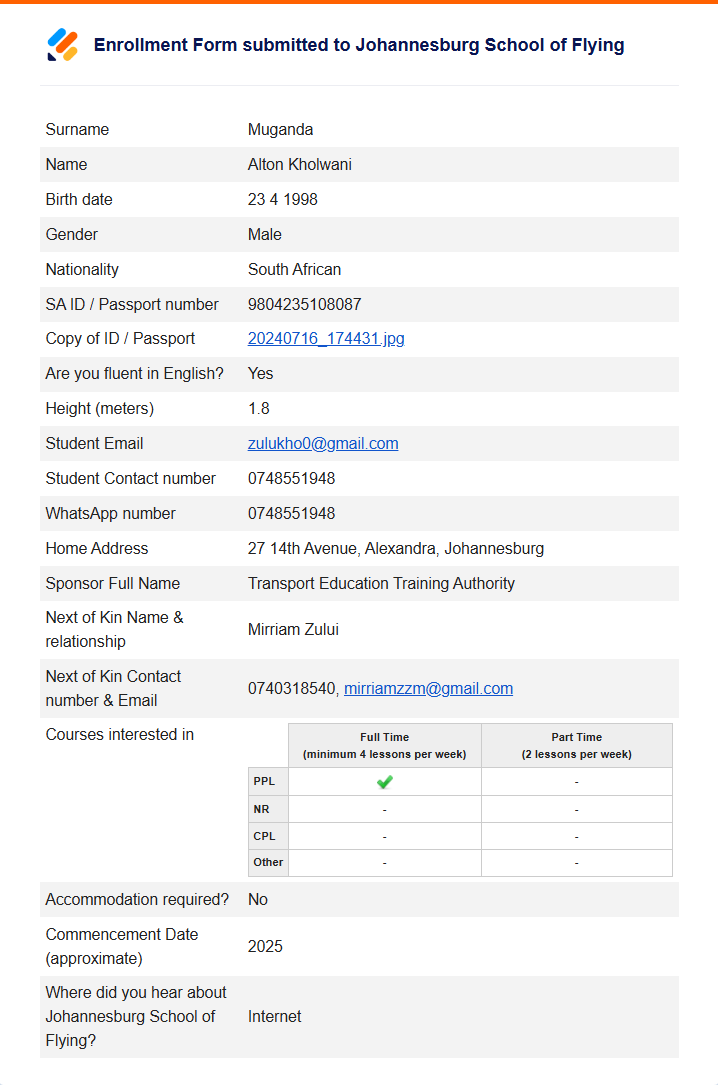 Enrollment Form submitted to Johannesburg School of Flying
Surname Muganda
Name Alton Kholwani
Birth date 23 4 1998
Gender Male
Nationality South African
SA ID / Passport number 9804235108087
Copy of ID / Passport 20240716_174431.jpg
Are you fluent in English? Yes
Height (meters) 1.8
Student Email zulukho0@gmail.com
Student Contact number 0748551948
WhatsApp number 0748551948
Home Address 27 14th Avenue, Alexandra, Johannesburg
Sponsor Full Name Transport Education Training Authority
Next of Kin Name &
relationship
Mirriam Zului
Next of Kin Contact
number & Email
0740318540, mirriamzzm@gmail.com
Courses interested in
Full Time Part Time
(minimum 4 lessons per week) (2 lessons per week)
PPL ✔ -
NR - -
CPL - -
Other - -
Accommodation required? No
Commencement Date
(approximate)
2025
Where did you hear about
Johannesburg School of
Flying?
Internet